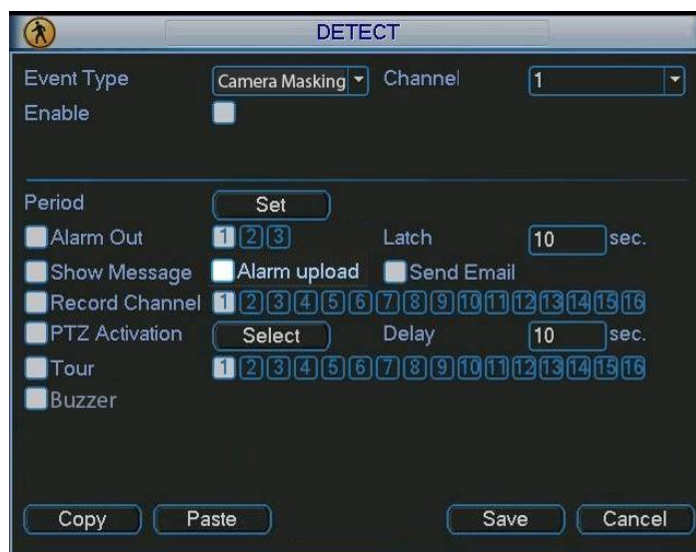 DETECT
Event Type Camera Masking Channel 1
Enable
Period Set
Alarm Out 1 2 3 Latch 10 sec.
Show Message Alarm upload Send Email
Record Channel 1 2 3 4 5 6 7 8 9 10 11 12 13 14 15 16
PTZ Activation Select Delay 10 sec.
Tour 1 2 3 4 5 6 7 8 9 10 11 12 13 14 15 16
Buzzer
Copy Paste Save Cancel